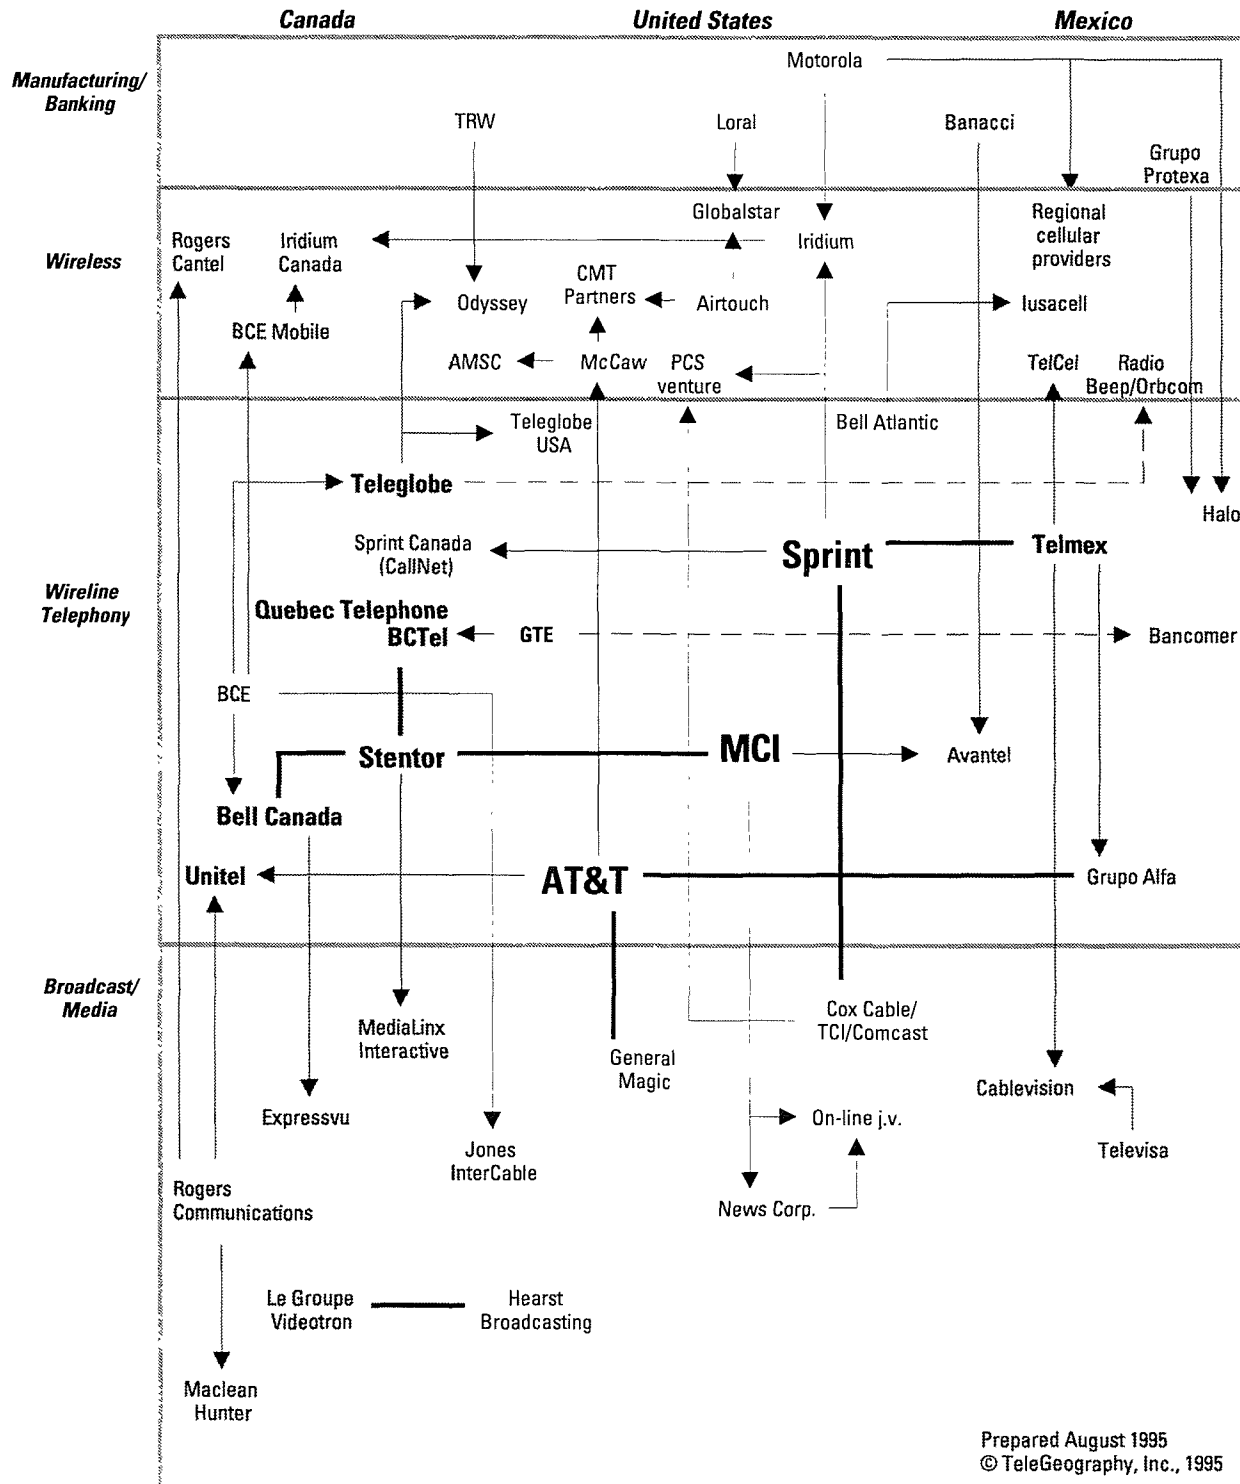 Canada
United States
Mexico
Manufacturing/
Banking
Motorola
TRW
Loral
Banacci
Grupo
Protexa
Wireless
Rogers
Cantel
Iridium
Canada
Globalstar
Iridium
Regional
cellular
providers
CMT
Partners
Odyssey
Airtouch
Iusacell
BCE Mobile
AMSC
McCaw
PCS
venture
TelCel
Radio
Beep/Orbcom
Teleglobe
USA
Bell Atlantic
Teleglobe
Halo
Sprint Canada
(CallNet)
Sprint
Telmex
Wireline
Telephony
Quebec Telephone
BCTel
GTE
Bancomer
BCE
Stentor
MCI
Avantel
Bell Canada
Unitel
AT&T
Grupo Alfa
Broadcast/
Media
MediaLinx
Interactive
Cox Cable/
TCI/Comcast
General
Magic
Cablevision
Expressvu
On-line j.v.
Jones
InterCable
Televisa
Rogers
Communications
News Corp.
Le Groupe
Videotron
Hearst
Broadcasting
Maclean
Hunter
Prepared August 1995
© TeleGeography, Inc., 1995